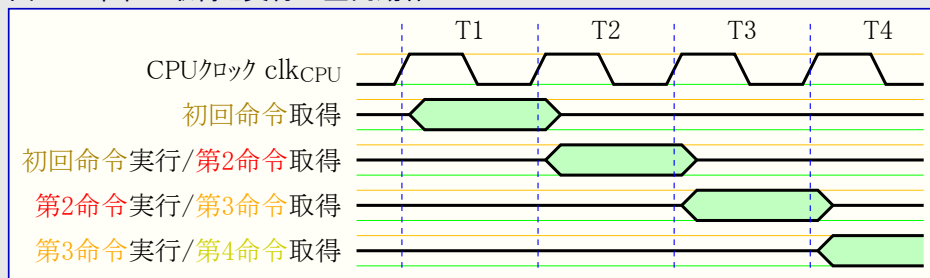 T1 T2 T3 T4
CPUクロック clkCPU
初回命令取得
初回命令実行/第2命令取得
第2命令実行/第3命令取得
第3命令実行/第4命令取得